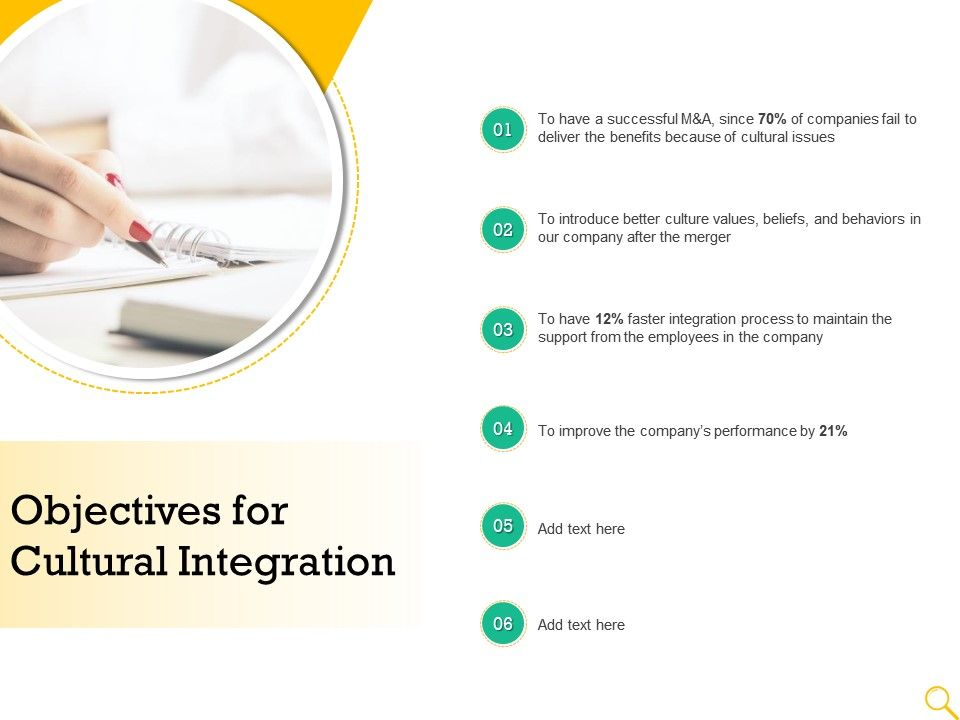 01
To have a successful M&A, since 70% of companies fail to
deliver the benefits because of cultural issues
02
To introduce better culture values, beliefs, and behaviors in
our company after the merger
03
To have 12% faster integration process to maintain the
support from the employees in the company
04
To improve the company's performance by 21%
Objectives for
Cultural Integration
05
Add text here
06
Add text here